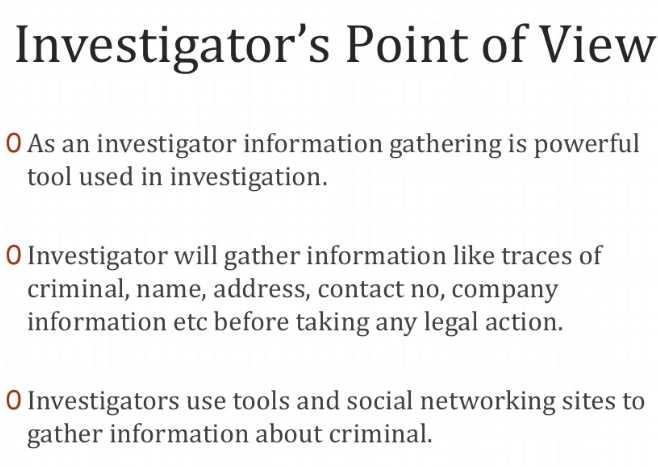 Investigator’s Point of View
O As an investigator information gathering is powerful
tool used in investigation.
O Investigator will gather information like traces of
criminal, name, address, contact no, company
information etc before taking any legal action.
O Investigators use tools and social networking sites to
gather information about criminal.